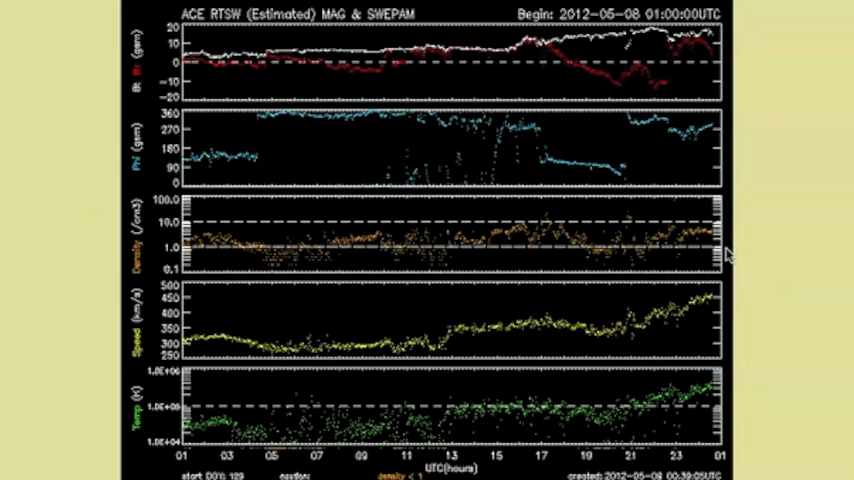 ACE RTSW (Estimated) MAG & SWEPAM Begin: 2012-05-08 01:00:00UTC
20
10
0
-10
-20
Bt Bz (gsm)
360
270
180
90
0
Phi (gsm)
100.0
10.0
1.0
0.1
Density (/cm3)
500
450
400
350
300
250
Speed (km/s)
1.0E+06
1.0E+05
1.0E+04
Temp (K)
01 03 05 07 09 11 13 15 17 19 21 23 01
UTC(hours)
start DOY: 129 caution: density < 1 created: 2012-05-09 00:39:05UTC